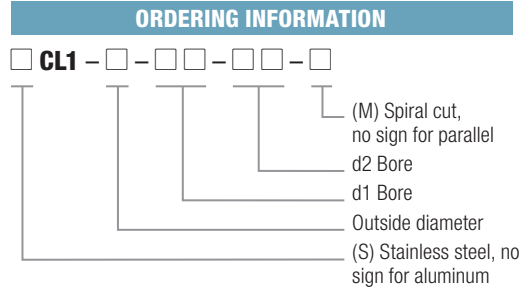 ORDERING INFORMATION
□ CL1 – □ – □ □ – □ □ – □
(M) Spiral cut,
no sign for parallel
d2 Bore
d1 Bore
Outside diameter
(S) Stainless steel, no
sign for aluminum